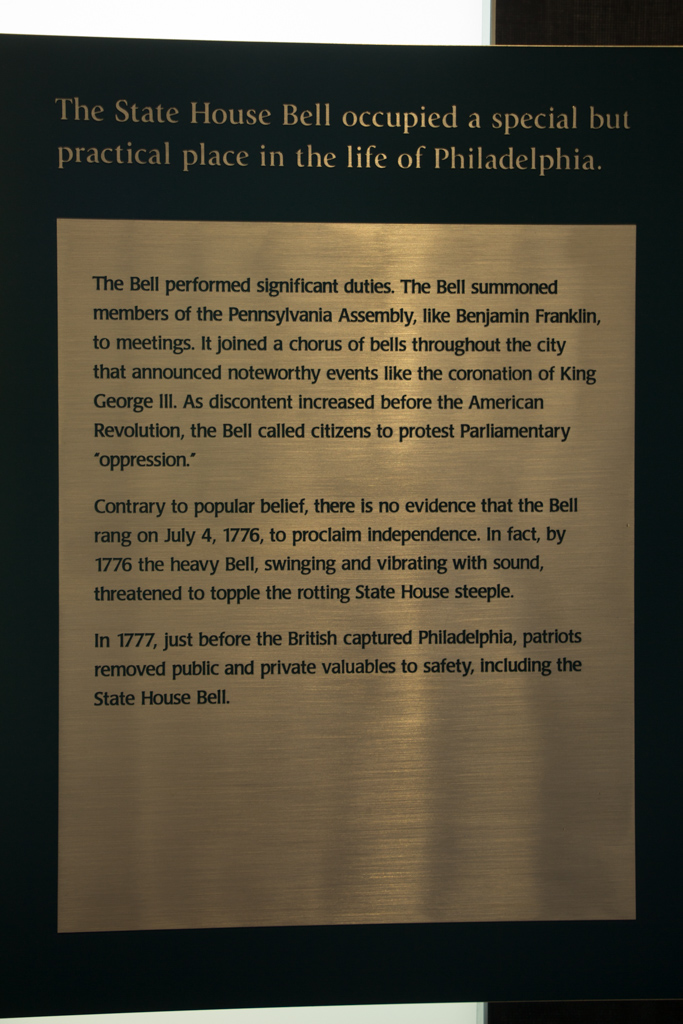 The State House Bell occupied a special but
practical place in the life of Philadelphia.
The Bell performed significant duties. The Bell summoned
members of the Pennsylvania Assembly, like Benjamin Franklin,
to meetings. It joined a chorus of bells throughout the city
that announced noteworthy events like the coronation of King
George III. As discontent increased before the American
Revolution, the Bell called citizens to protest Parliamentary
"oppression."
Contrary to popular belief, there is no evidence that the Bell
rang on July 4, 1776, to proclaim independence. In fact, by
1776 the heavy Bell, swinging and vibrating with sound,
threatened to topple the rotting State House steeple.
In 1777, just before the British captured Philadelphia, patriots
removed public and private valuables to safety, including the
State House Bell.